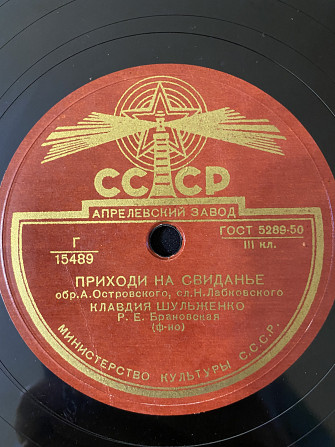 СССР
АПРЕЛЕВСКИЙ ЗАВОД
Г
15489
ГОСТ 5289-50
III кл.
ПРИХОДИ НА СВИДАНЬЕ
обр.А.Островского, сл.Н.Лабковского
КЛАВДИЯ ШУЛЬЖЕНКО
Р. Е. Брановская
(ф-но)
МИНИСТЕРСТВО КУЛЬТУРЫ С.С.С.Р.